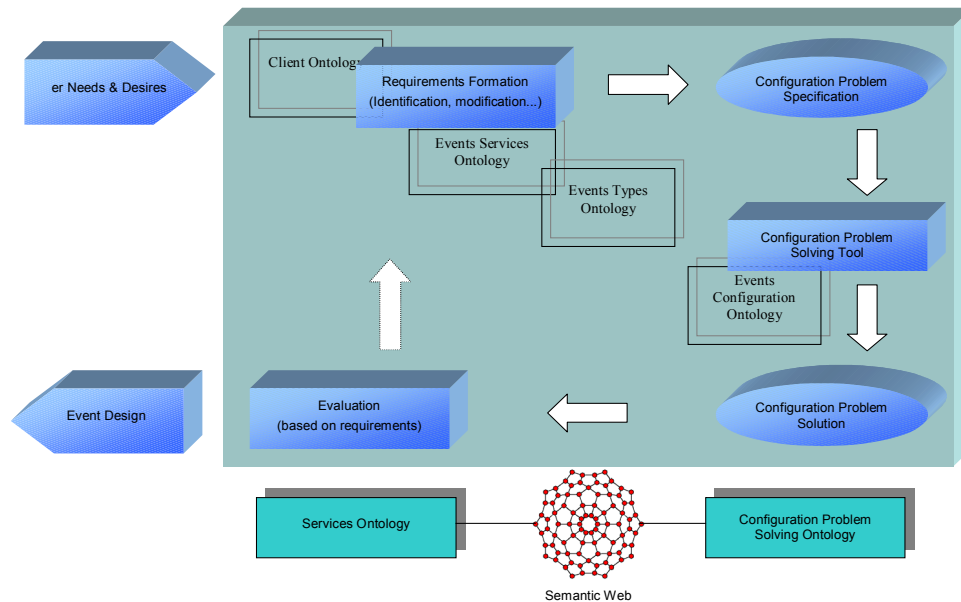 er Needs & Desires
Client Ontology
Requirements Formation
(Identification, modification...)
Configuration Problem
Specification
Events Services
Ontology
Events Types
Ontology
Configuration Problem
Solving Tool
Events
Configuration
Ontology
Event Design
Evaluation
(based on requirements)
Configuration Problem
Solution
Services Ontology
Configuration Problem
Solving Ontology
Semantic Web